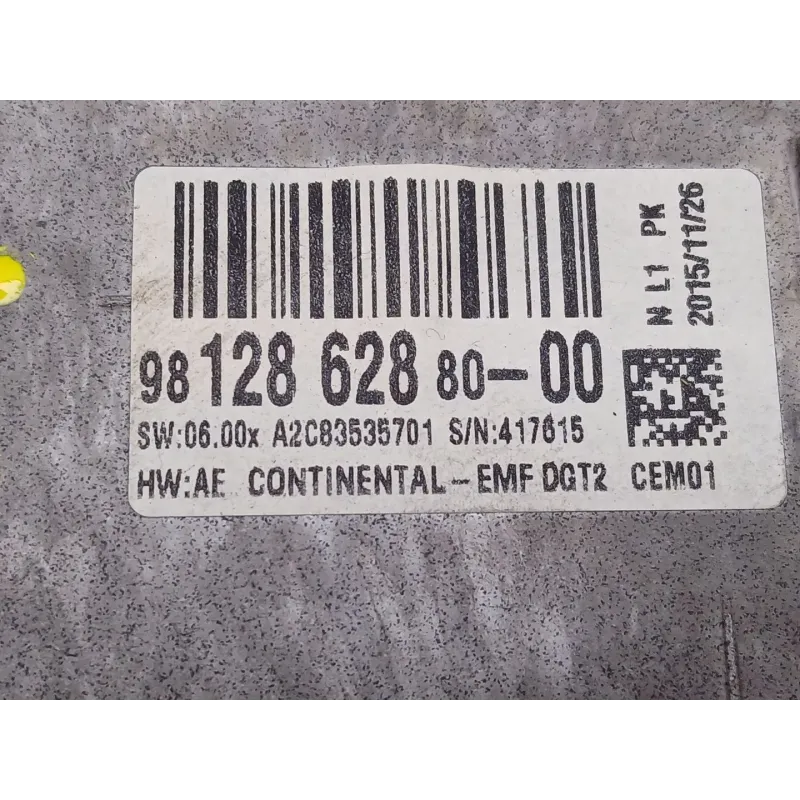 98 128 628 80-00
SW:06.00x A2C83535701 S/N:417615
HW:AE CONTINENTAL-EMF DGT2 CEM01
N L1 PK
2015/11/26